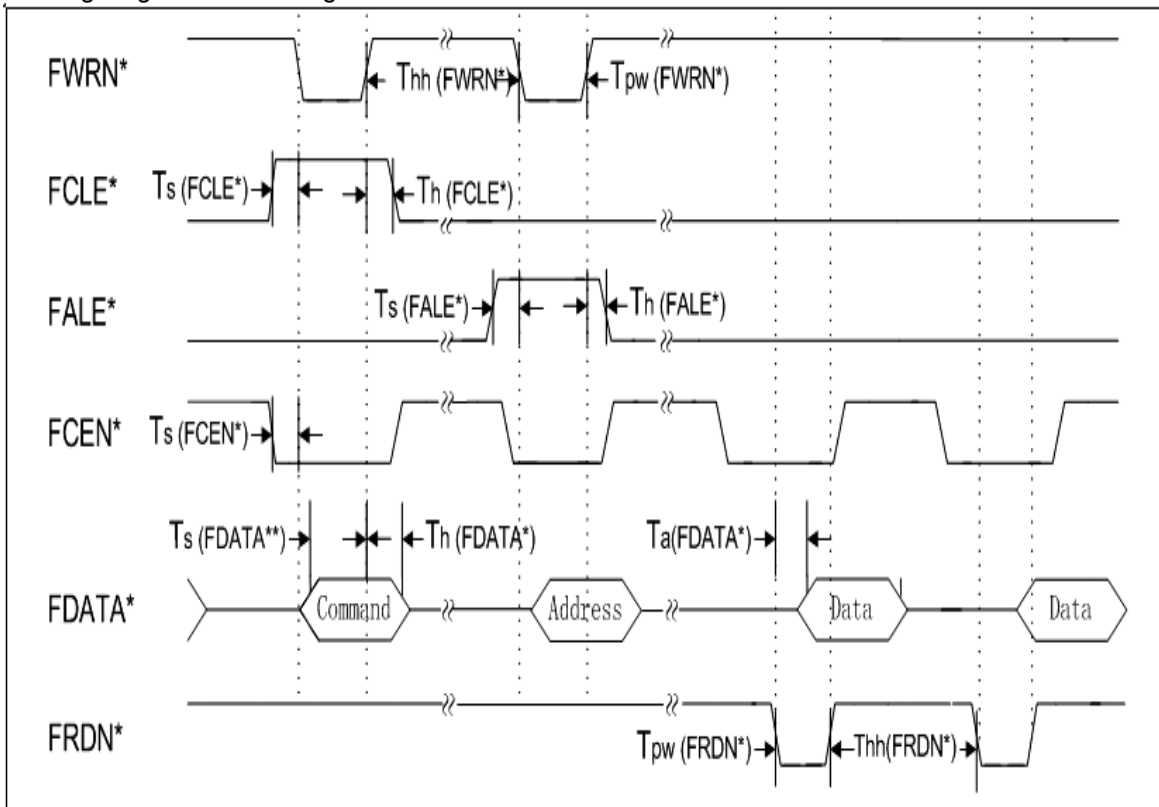 FWRN*
Thh (FWRN*
Tpw (FWRN*)
FCLE*
Ts (FCLE*)
Th (FCLE*)
FALE*
Ts (FALE*)
Th (FALE*)
FCEN*
Ts (FCEN*)
Ts (FDATA**)
Th (FDATA*)
Ta(FDATA*)
FDATA*
Command
Address
Data
Data
FRDN*
Tpw (FRDN*)
Thh(FRDN*)